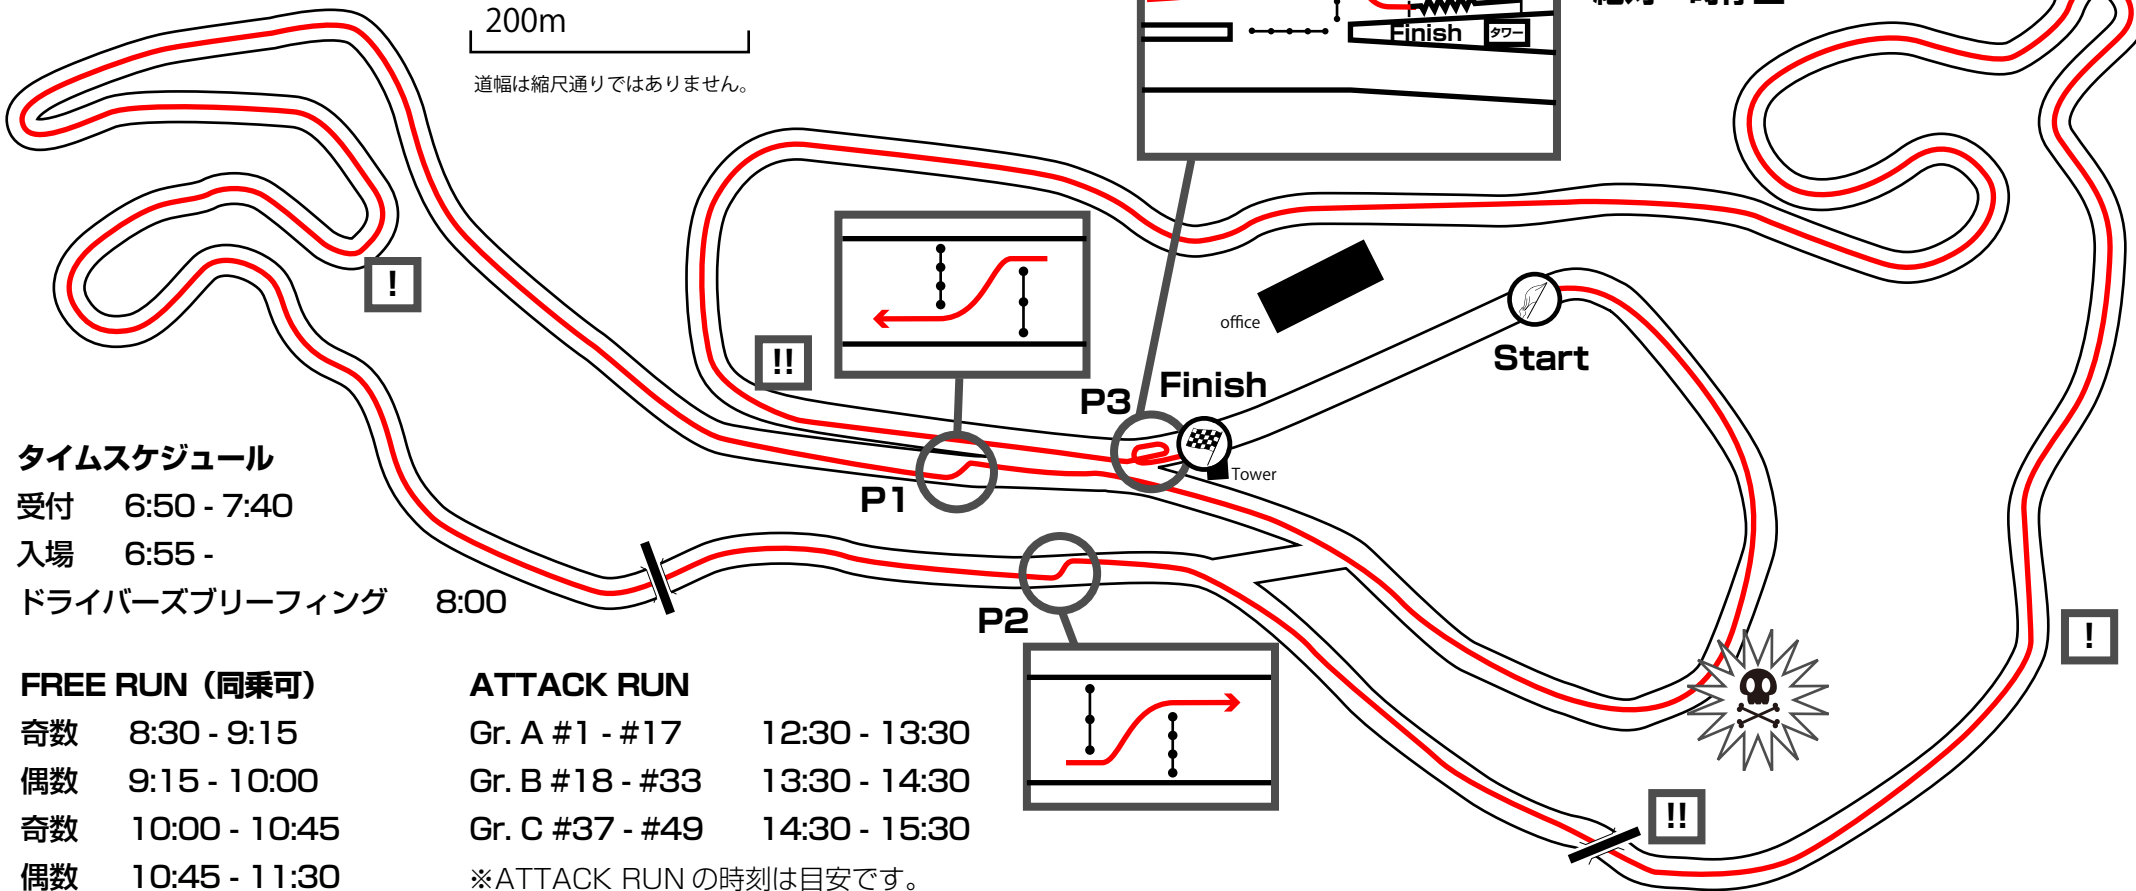 200m
道幅は縮尺通りではありません。
Finish
タワー
!
!!
office
Start
Finish
P3
Tower
P1
P2
!
!!
タイムスケジュール
受付 6:50 - 7:40
入場 6:55 -
ドライバーズブリーフィング 8:00
FREE RUN（同乗可）
奇数 8:30 - 9:15
偶数 9:15 - 10:00
奇数 10:00 - 10:45
偶数 10:45 - 11:30
ATTACK RUN
Gr. A #1 - #17 12:30 - 13:30
Gr. B #18 - #33 13:30 - 14:30
Gr. C #37 - #49 14:30 - 15:30
※ATTACK RUN の時刻は目安です。